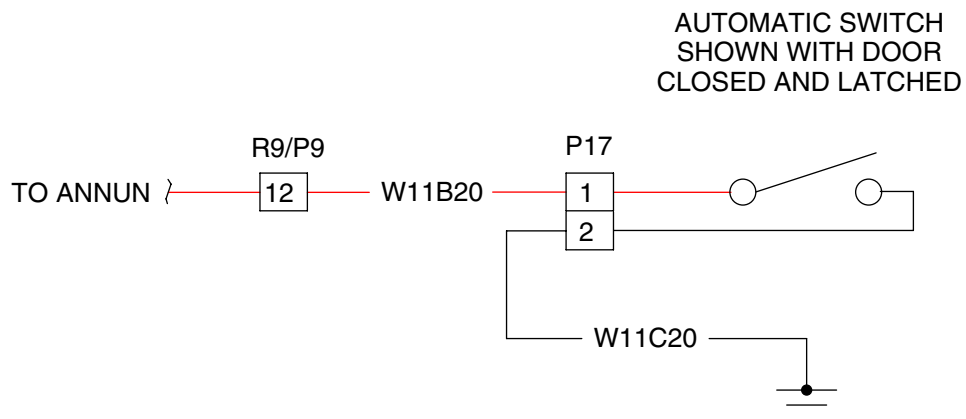 AUTOMATIC SWITCH
SHOWN WITH DOOR
CLOSED AND LATCHED
R9/P9
P17
TO ANNUN
12
W11B20
1
2
W11C20